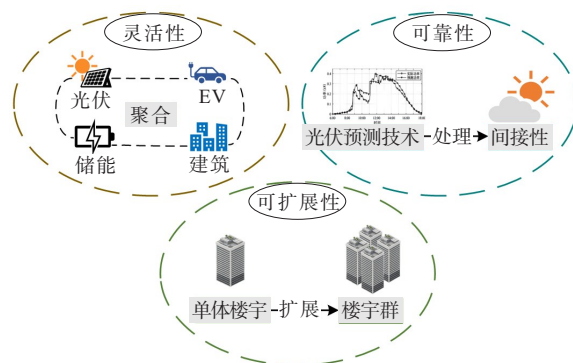 灵活性
光伏
EV
聚合
储能
建筑
可靠性
光伏预测技术
处理
间接性
可扩展性
单体楼宇
扩展
楼宇群